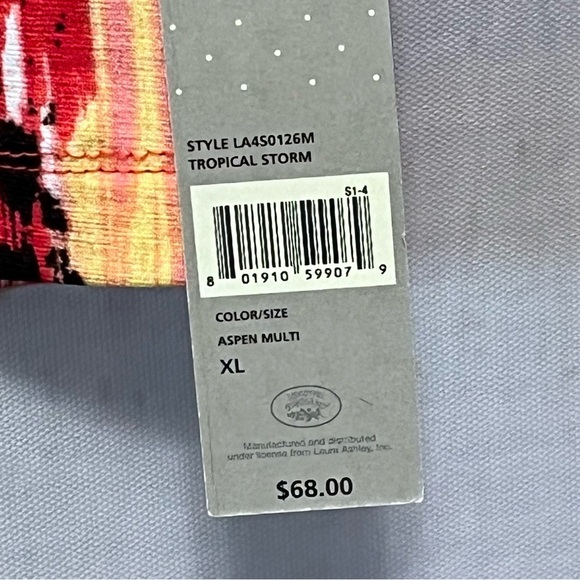 STYLE LA4S0126M
TROPICAL STORM
S1-4
8 01910 59907 9
COLOR/SIZE
ASPEN MULTI
XL
Manufactured and distributed
under license from Laura Ashley, Inc.
$68.00